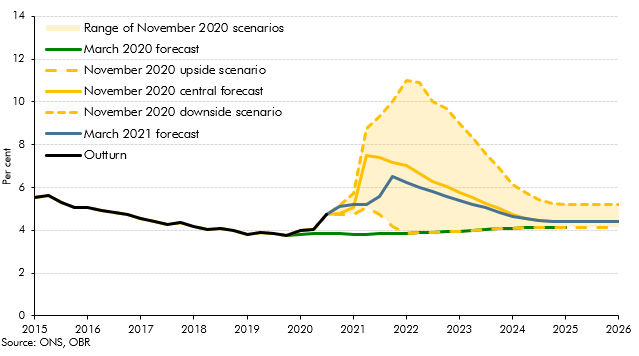 14
12
10
8
6
4
2
0
Per cent
Range of November 2020 scenarios
March 2020 forecast
November 2020 upside scenario
November 2020 central forecast
November 2020 downside scenario
March 2021 forecast
Outturn
2015 2016 2017 2018 2019 2020 2021 2022 2023 2024 2025 2026
Source: ONS, OBR